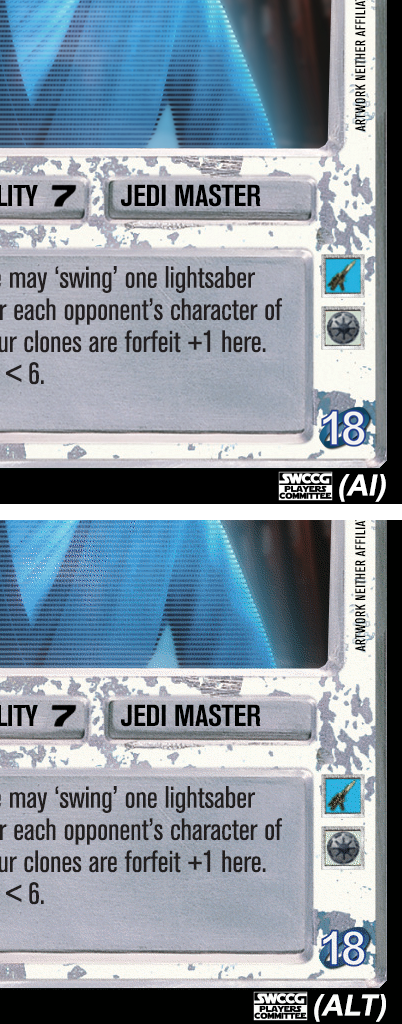 ARTWORK NEITHER AFFILIA
LITY 7 JEDI MASTER
e may ‘swing’ one lightsaber
r each opponent’s character of
ur clones are forfeit +1 here.
< 6.
18
SWCCG
PLAYERS
COMMITTEE
(AI)
ARTWORK NEITHER AFFILIA
LITY 7 JEDI MASTER
e may ‘swing’ one lightsaber
r each opponent’s character of
ur clones are forfeit +1 here.
< 6.
18
SWCCG
PLAYERS
COMMITTEE
(ALT)